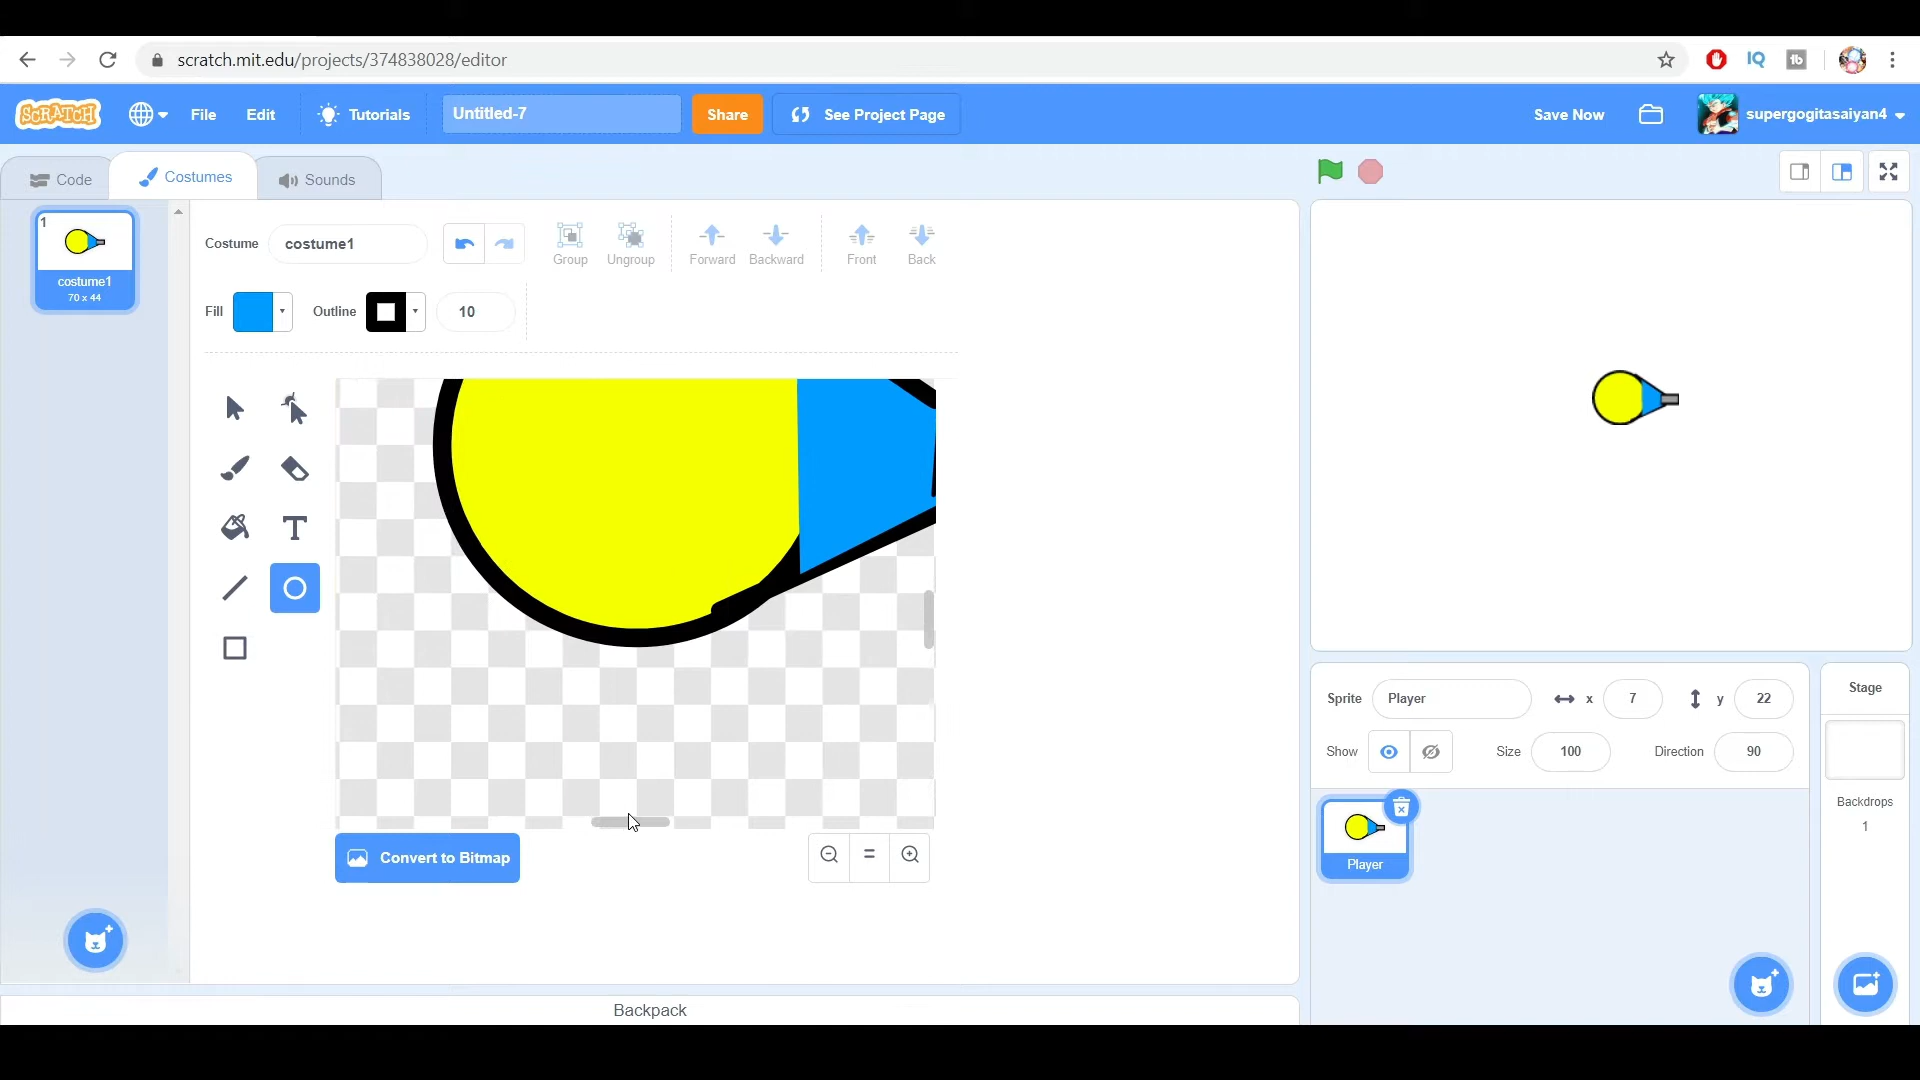 scratch.mit.edu/projects/374838028/editor
IQ
tb
SCRATCH
File
Edit
Tutorials
Untitled-7
Share
See Project Page
Save Now
supergogitasaiyan4
Code
Costumes
Sounds
1
costume1
70 x 44
Costume
costume1
Group
Ungroup
Forward
Backward
Front
Back
Fill
Outline
10
T
Convert to Bitmap
=
Backpack
Sprite
Player
x
7
y
22
Show
Size
100
Direction
90
Player
Stage
Backdrops
1